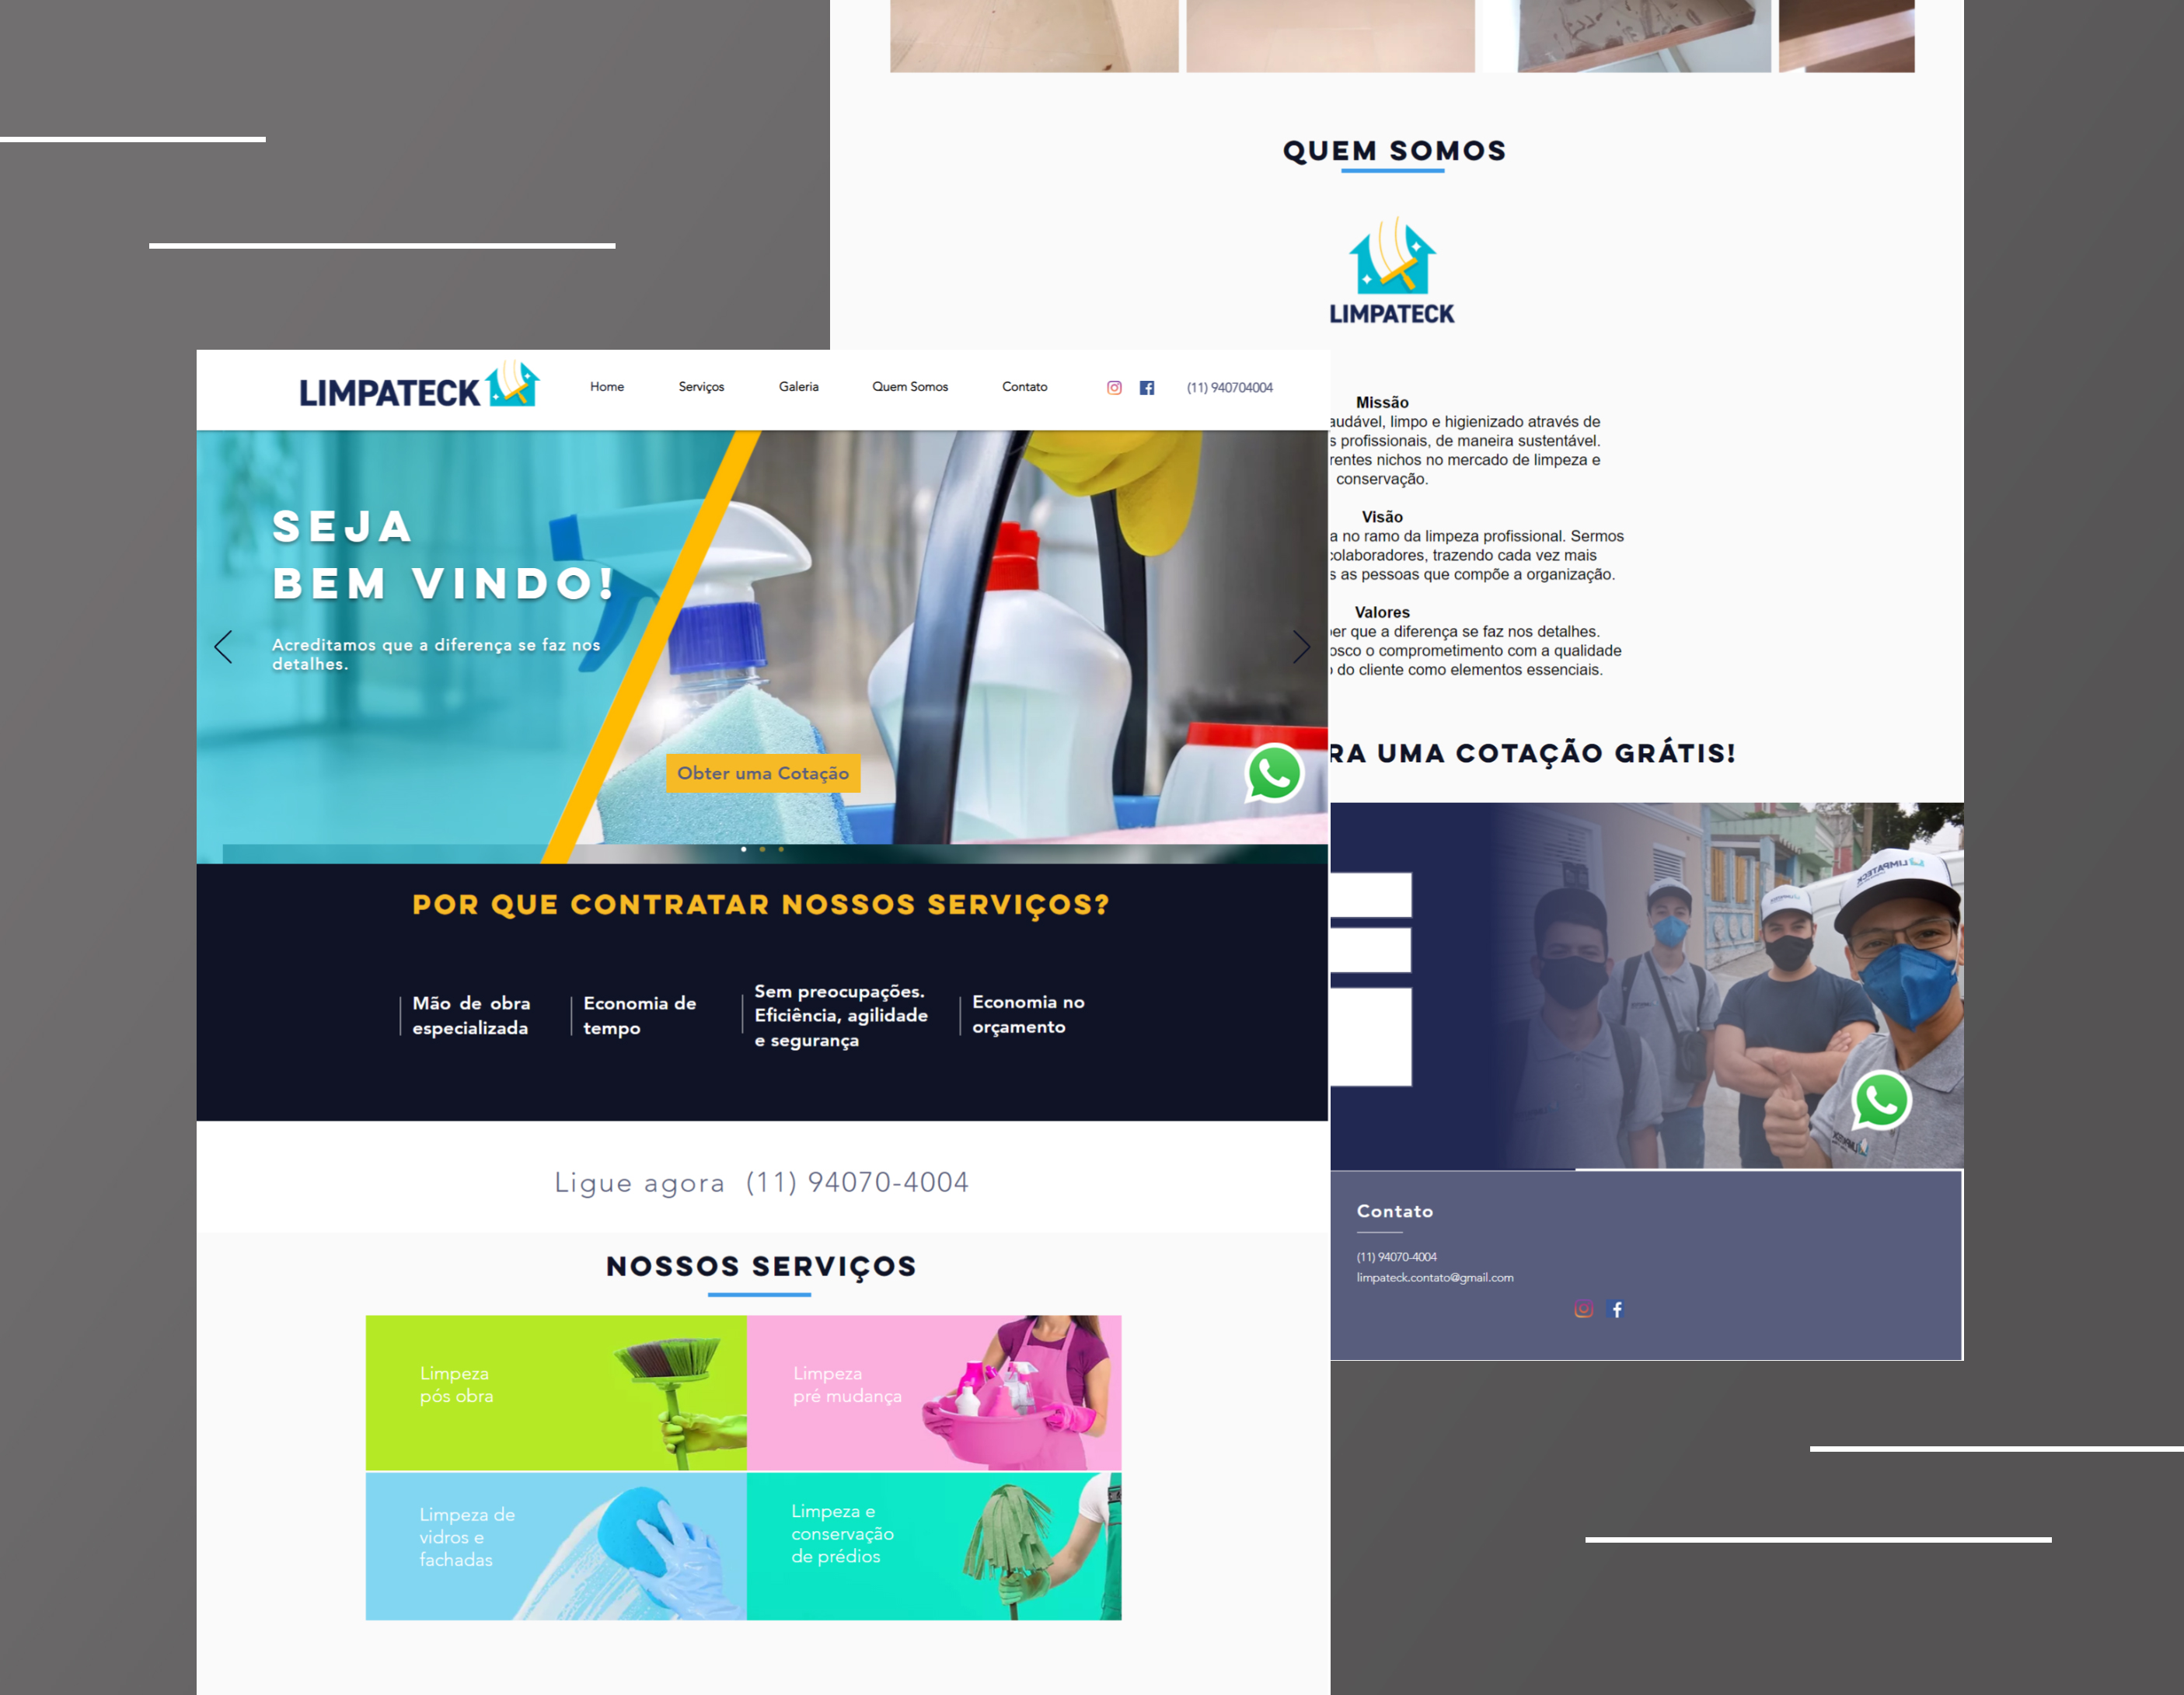 LIMPATECK
Home
Serviços
Galeria
Quem Somos
Contato
(11) 940704004
SEJA
BEM VINDO!
Acreditamos que a diferença se faz nos
detalhes.
Obter uma Cotação
POR QUE CONTRATAR NOSSOS SERVIÇOS?
Mão de obra
especializada
Economia de
tempo
Sem preocupações.
Eficiência, agilidade
e segurança
Economia no
orçamento
Ligue agora (11) 94070-4004
NOSSOS SERVIÇOS
Limpeza
pós obra
Limpeza
pré mudança
Limpeza de
vidros e
fachadas
Limpeza e
conservação
de prédios
QUEM SOMOS
LIMPATECK
Missão
limpo e higienizado através de
profissionais, de maneira sustentável.
nichos no mercado de limpeza e
conservação.
Visão
no ramo da limpeza profissional. Sermos
trazendo cada vez mais
as pessoas que compõe a organização.
Valores
que a diferença se faz nos detalhes.
o comprometimento com a qualidade
do cliente como elementos essenciais.
UMA COTAÇÃO GRÁTIS!
LIMPATECK
Contato
(11) 94070-4004
limpateck.contato@gmail.com